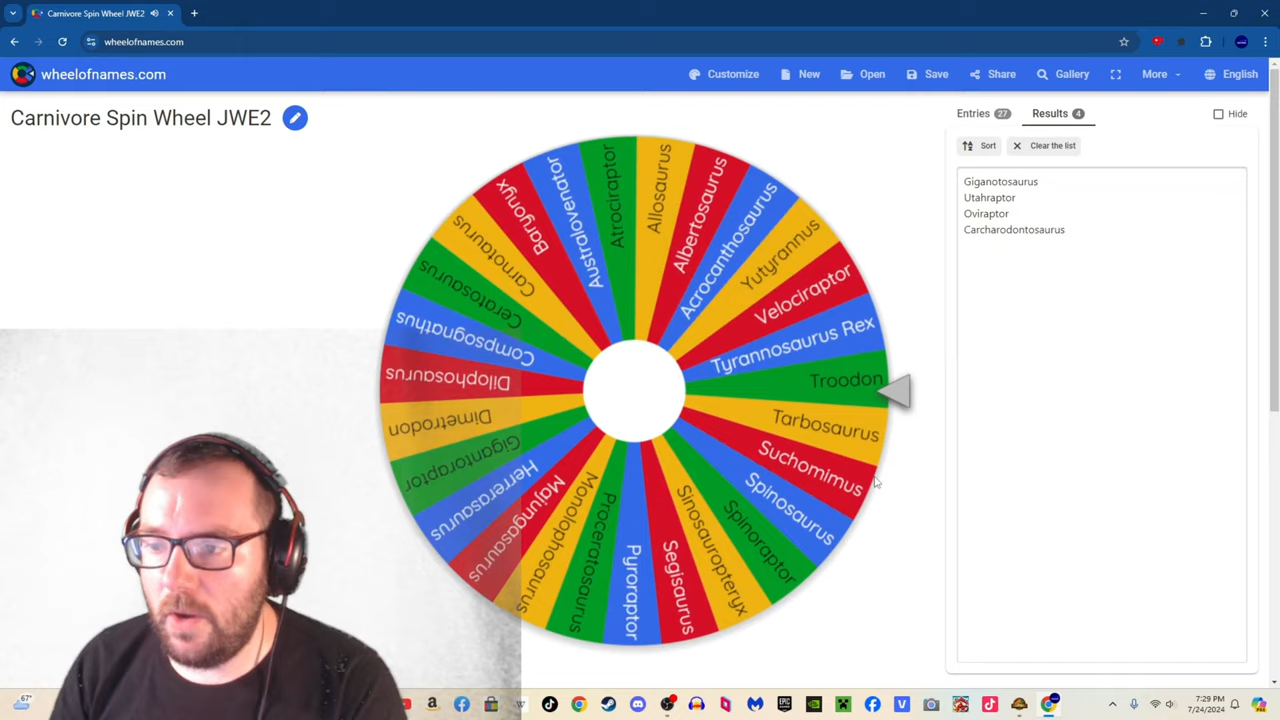 Carnivore Spin Wheel JWE2
wheelofnames.com
wheelofnames.com
Customize
New
Open
Save
Share
Gallery
More
English
Carnivore Spin Wheel JWE2
Entries 27
Results 4
Hide
Sort
Clear the list
Giganotosaurus
Utahraptor
Oviraptor
Carcharodontosaurus
Allosaurus
Albertosaurus
Acrocanthosaurus
Yutyrannus
Velociraptor
Tyrannosaurus Rex
Troodon
Tarbosaurus
Suchomimus
Spinosaurus
Spinoraptor
Sinosauropteryx
Segisaurus
Pyroraptor
Proceratosaurus
Monolophosaurus
Majungasaurus
Herrerasaurus
Gigantoraptor
Dimetrodon
Dilophosaurus
Compsognathus
Ceratosaurus
Carnotaurus
Baryonyx
Australovenator
Atrociraptor
67°
7:29 PM
7/24/2024